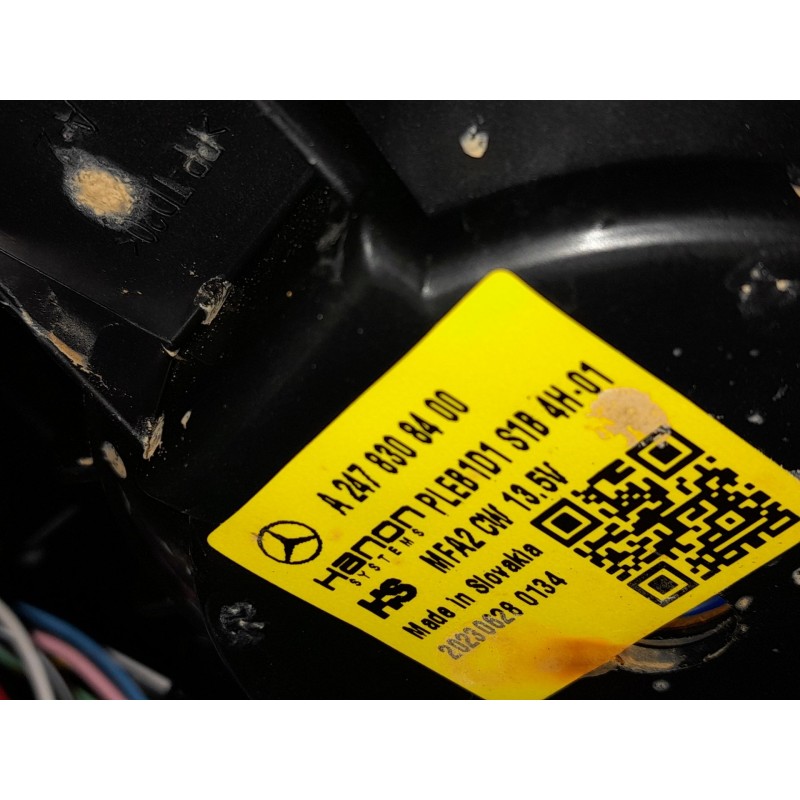 A 247 830 84 00
Hanon PLEB1D1 S1B 4H-01
SYSTEMS
HS MFA2 CW 13.5V
Made in Slovakia
20230628 0134